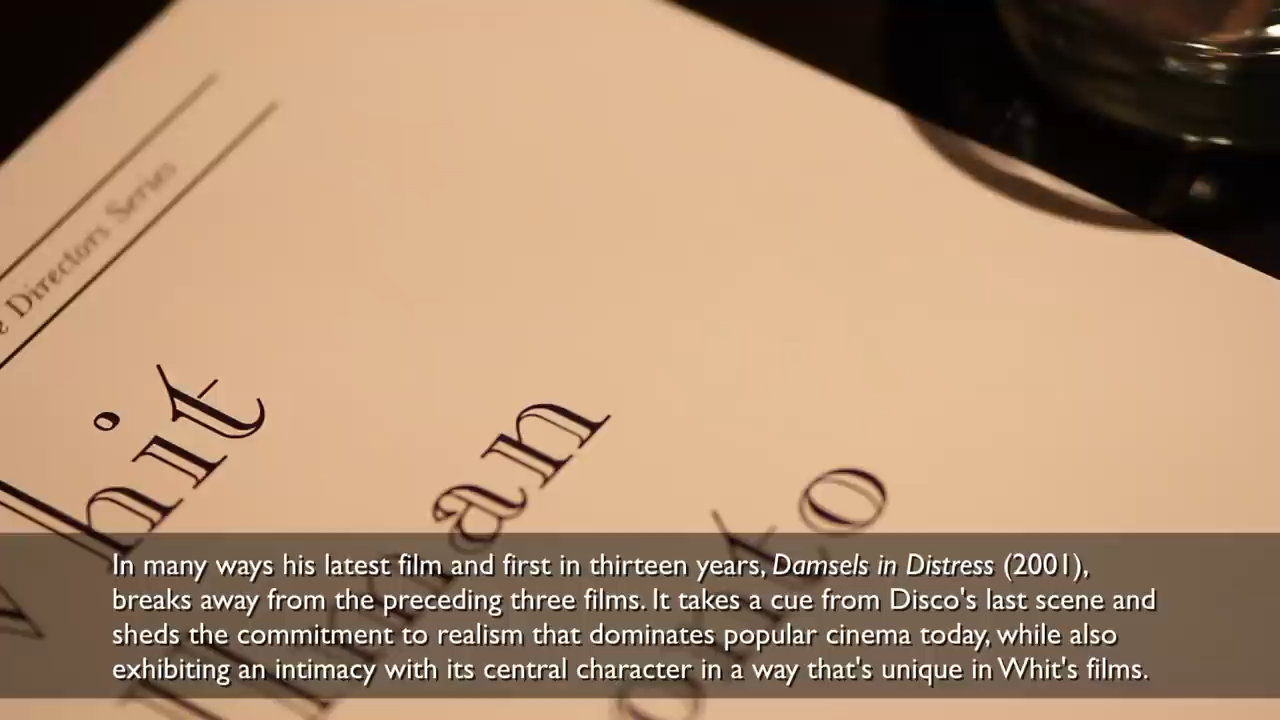 Directors Series
hit
man
In many ways his latest film and first in thirteen years, Damsels in Distress (2001),
breaks away from the preceding three films. It takes a cue from Disco's last scene and
sheds the commitment to realism that dominates popular cinema today, while also
exhibiting an intimacy with its central character in a way that's unique in Whit's films.